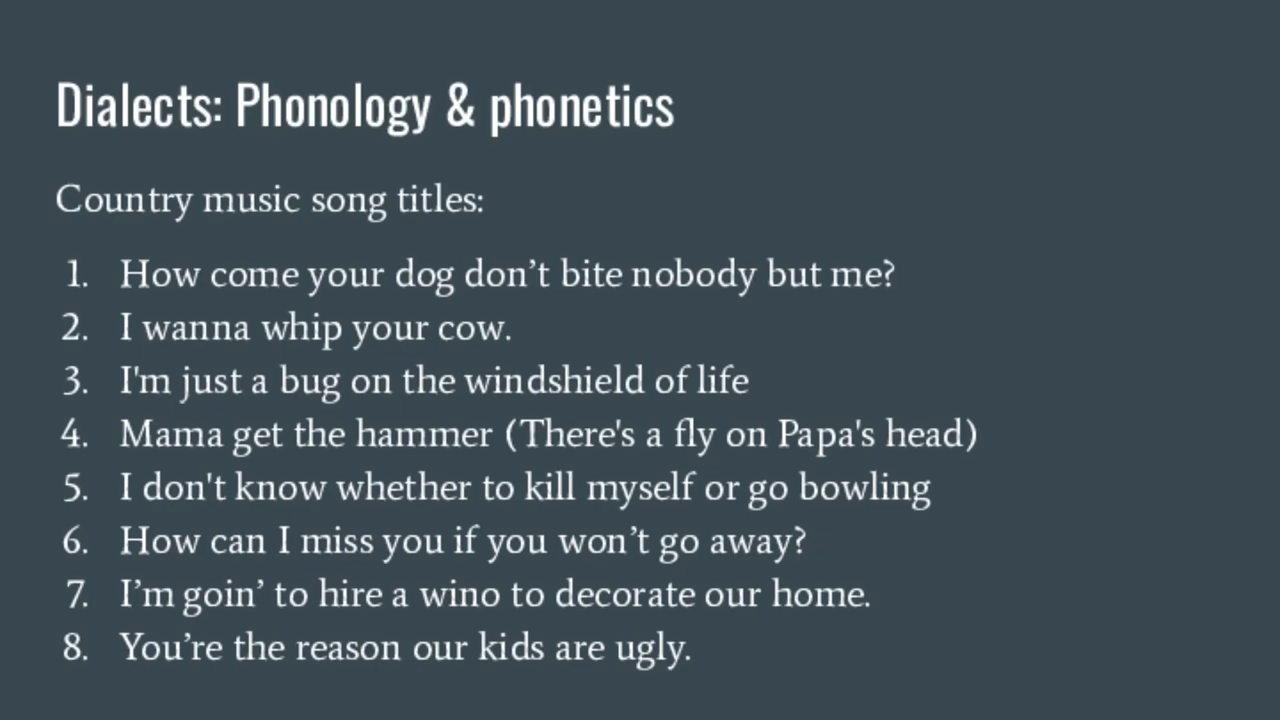 Dialects: Phonology & phonetics
Country music song titles:
1. How come your dog don’t bite nobody but me?
2. I wanna whip your cow.
3. I'm just a bug on the windshield of life
4. Mama get the hammer (There's a fly on Papa's head)
5. I don't know whether to kill myself or go bowling
6. How can I miss you if you won’t go away?
7. I’m goin’ to hire a wino to decorate our home.
8. You’re the reason our kids are ugly.